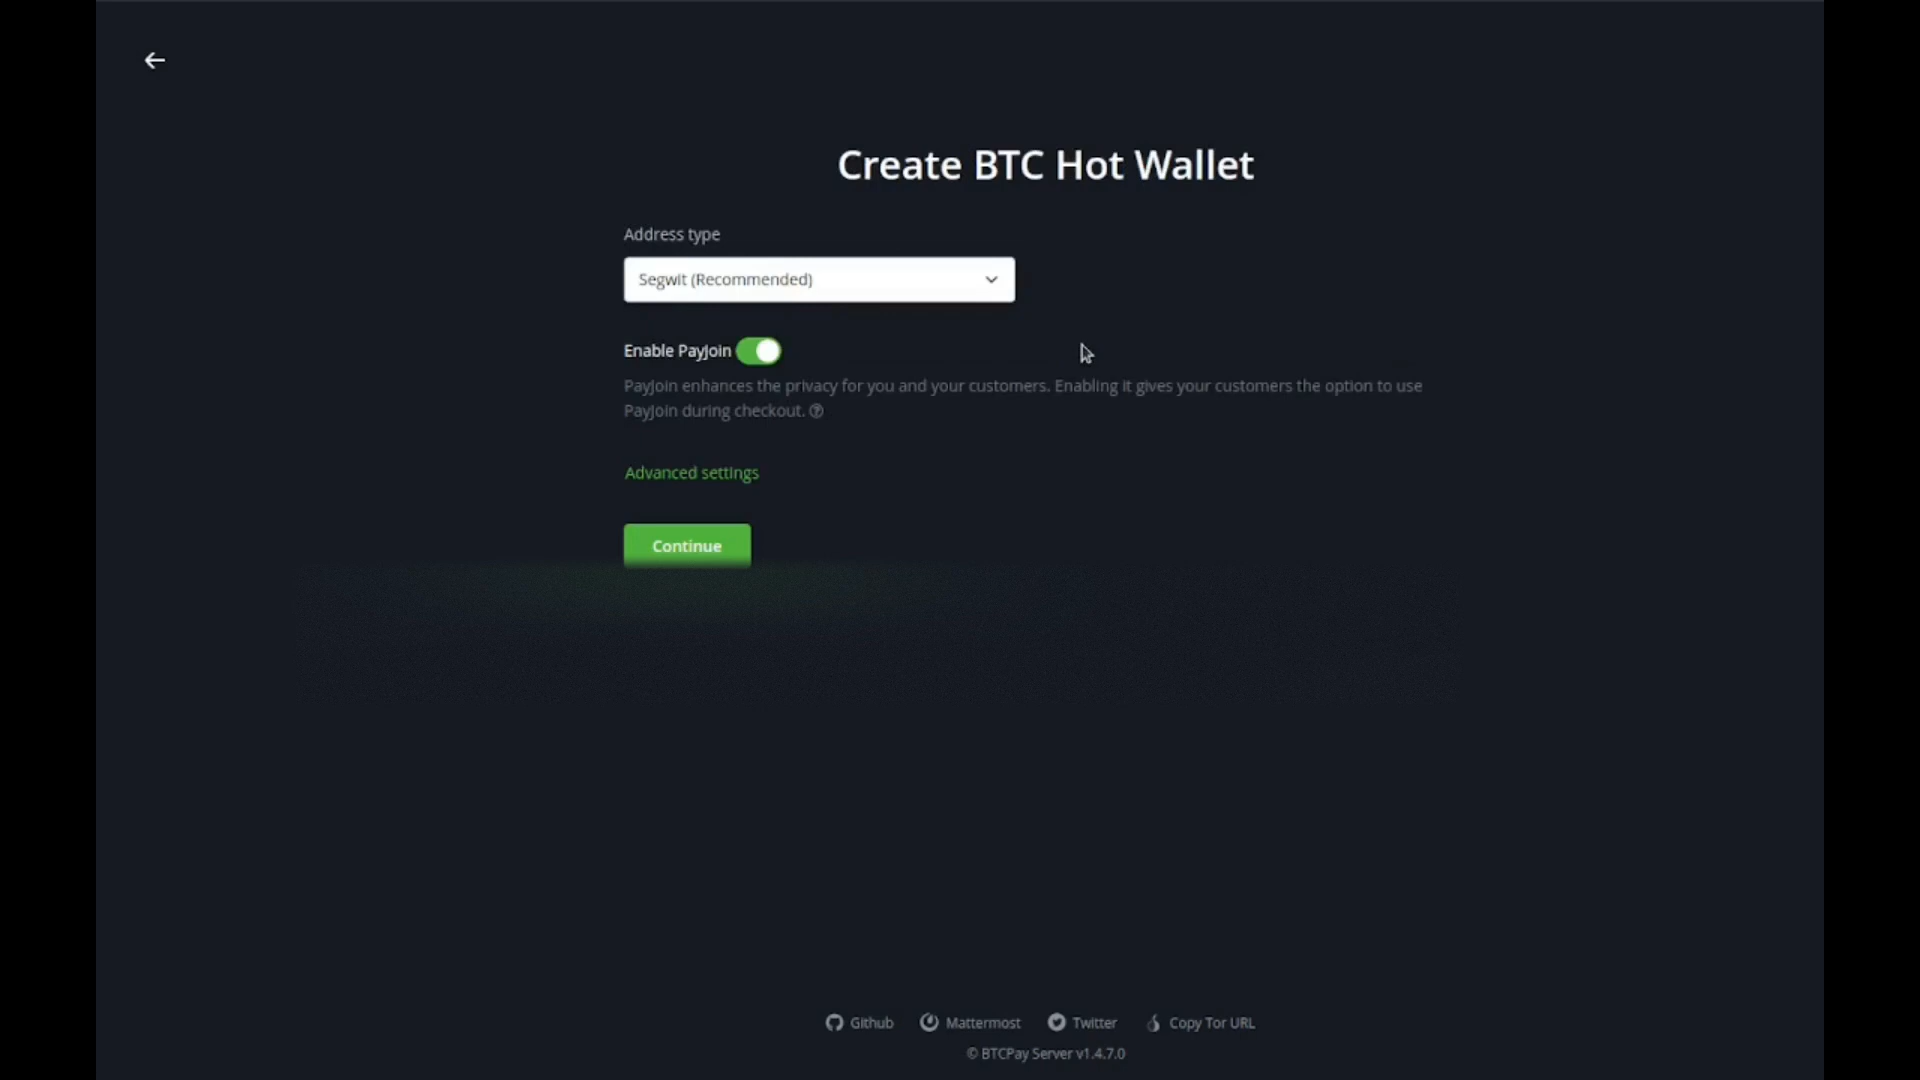 Create BTC Hot Wallet
Address type
Segwit (Recommended)
Enable PayJoin
PayJoin enhances the privacy for you and your customers. Enabling it gives your customers the option to use
PayJoin during checkout.
Advanced settings
Continue
Github Mattermost Twitter Copy Tor URL
© BTCPay Server v1.4.7.0